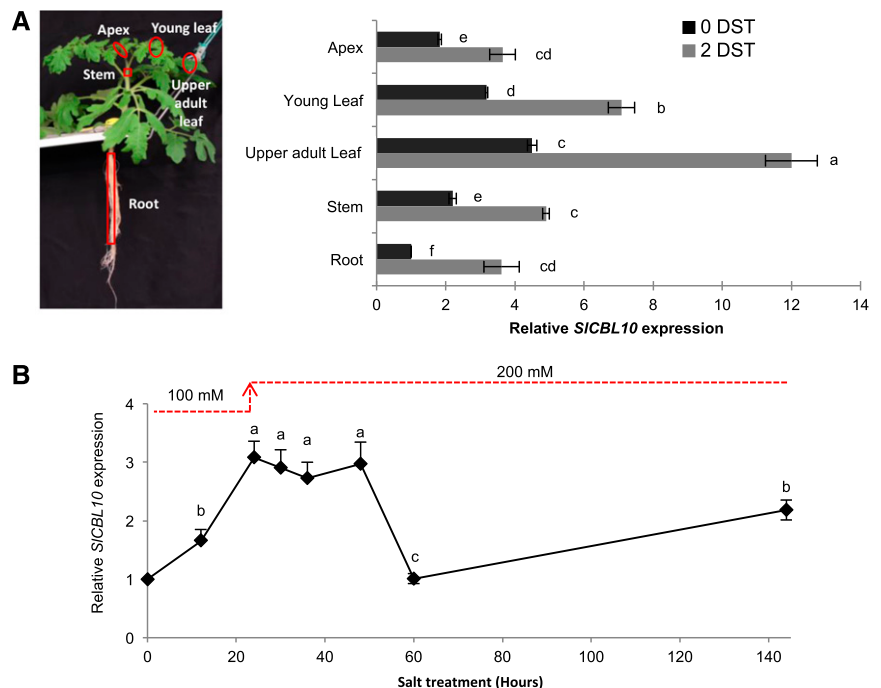 A
Apex
Young leaf
Stem
Upper
adult
leaf
Root
0 DST
2 DST
Apex
e
cd
Young Leaf
d
b
Upper adult Leaf
c
a
Stem
e
c
Root
f
cd
0 2 4 6 8 10 12 14
Relative SlCBL10 expression
B
200 mM
100 mM
Relative SlCBL10 expression
4
3
2
1
0
b
a
a
a
a
c
b
0 20 40 60 80 100 120 140
Salt treatment (Hours)